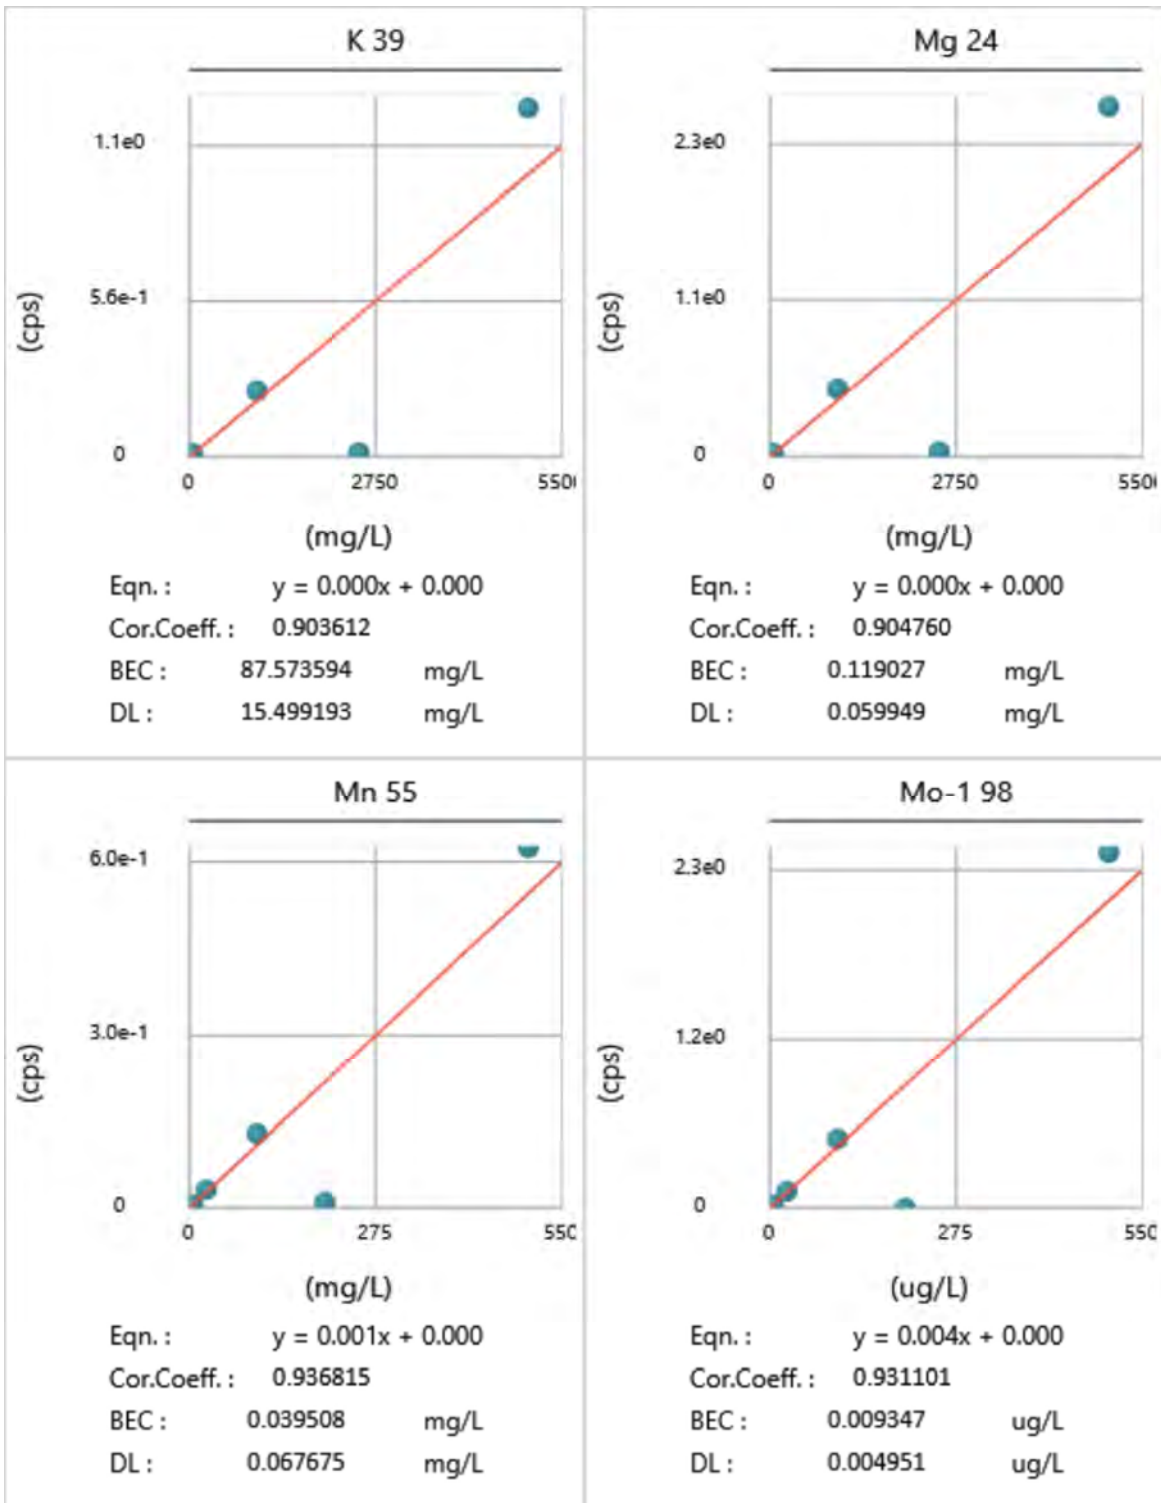 K 39
1.1e0
5.6e-1
0
(cps)
0 2750 550
(mg/L)
Eqn. : y = 0.000x + 0.000
Cor.Coeff. : 0.903612
BEC : 87.573594 mg/L
DL : 15.499193 mg/L
Mg 24
2.3e0
1.1e0
0
(cps)
0 2750 550
(mg/L)
Eqn. : y = 0.000x + 0.000
Cor.Coeff. : 0.904760
BEC : 0.119027 mg/L
DL : 0.059949 mg/L
Mn 55
6.0e-1
3.0e-1
0
(cps)
0 275 550
(mg/L)
Eqn. : y = 0.001x + 0.000
Cor.Coeff. : 0.936815
BEC : 0.039508 mg/L
DL : 0.067675 mg/L
Mo-1 98
2.3e0
1.2e0
0
(cps)
0 275 550
(ug/L)
Eqn. : y = 0.004x + 0.000
Cor.Coeff. : 0.931101
BEC : 0.009347 ug/L
DL : 0.004951 ug/L